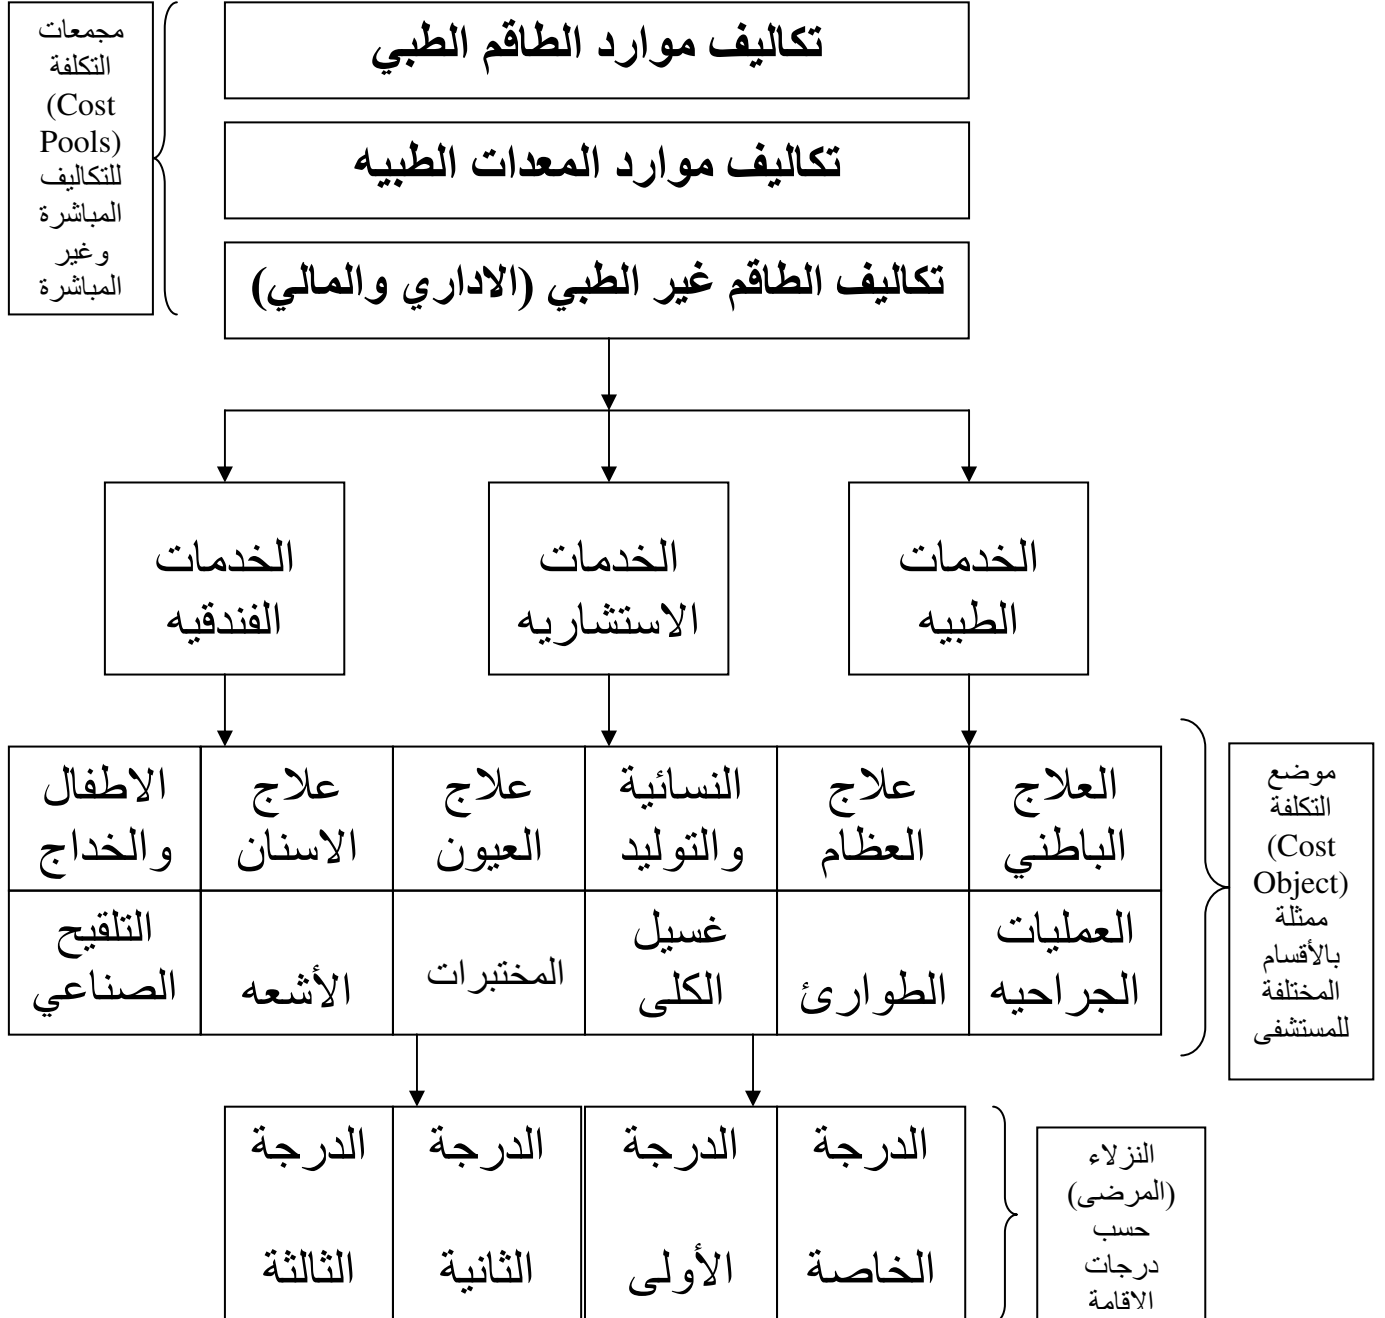 مجمعات
التكلفة
(Cost
Pools)
للتكاليف
المباشرة
وغير
المباشرة
تكاليف موارد الطاقم الطبي
تكاليف موارد المعدات الطبيه
تكاليف الطاقم غير الطبي (الاداري والمالي)
الخدمات
الطبيه
الخدمات
الاستشاريه
الخدمات
الفندقيه
العلاج
الباطني
علاج
العظام
النسائية
والتوليد
علاج
العيون
علاج
الاسنان
الاطفال
والخداج
العمليات
الجراحيه
الطوارئ
غسيل
الكلى
المختبرات
الأشعه
التلقيح
الصناعي
موضع
التكلفة
(Cost
Object)
ممثلة
بالأقسام
المختلفة
للمستشفى
الدرجة
الخاصة
الدرجة
الأولى
الدرجة
الثانية
الدرجة
الثالثة
النزلاء
(المرضى)
حسب
درجات
الاقامة